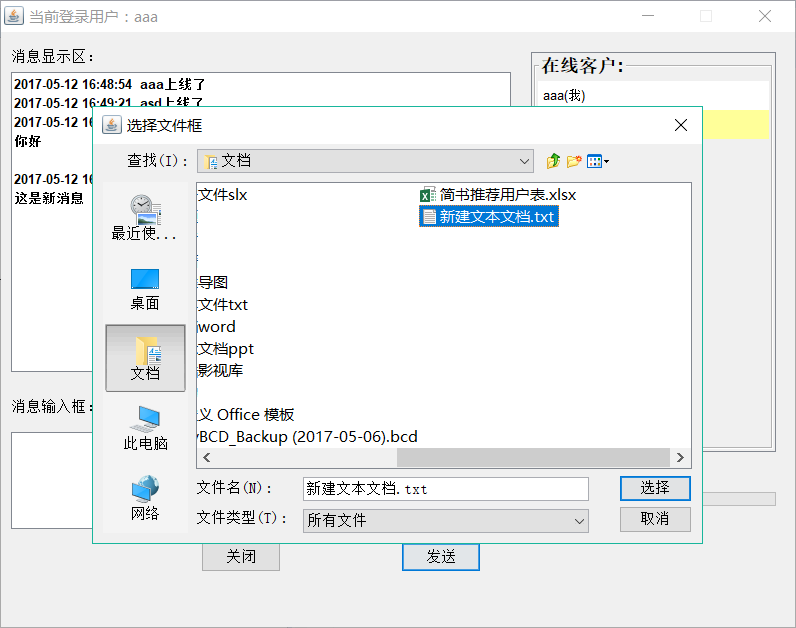 当前登录用户：aaa
消息显示区：
2017-05-12 16:48:54 aaa上线了
2017-05-12 16:49:21 asd上线了
2017-05-12 16
你好
2017-05-12 16
这是新消息
消息输入框：
在线客户：
aaa(我)
选择文件框
查找(I)：
文档
最近使...
桌面
文档
此电脑
网络
文件slx
导图
文件txt
word
文档ppt
影视库
义 Office 模板
BCD_Backup (2017-05-06).bcd
简书推荐用户表.xlsx
新建文本文档.txt
文件名(N)：
新建文本文档.txt
选择
文件类型(T)：
所有文件
取消
关闭
发送